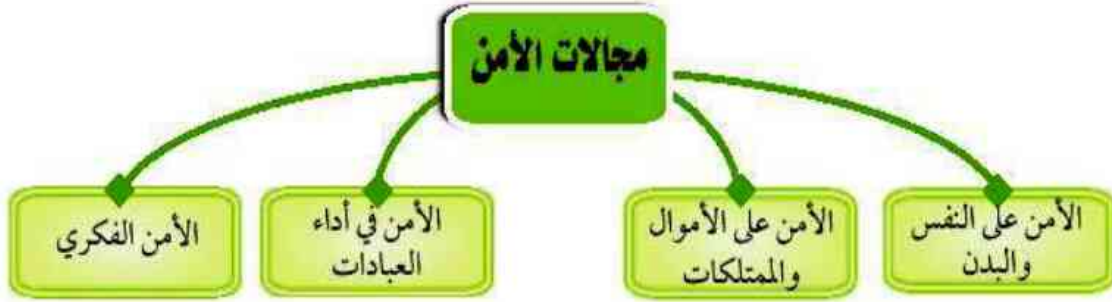 مجالات الأمن
الأمن على النفس
والبدن
الأمن على الأموال
والممتلكات
الأمن في أداء
العبادات
الأمن الفكري